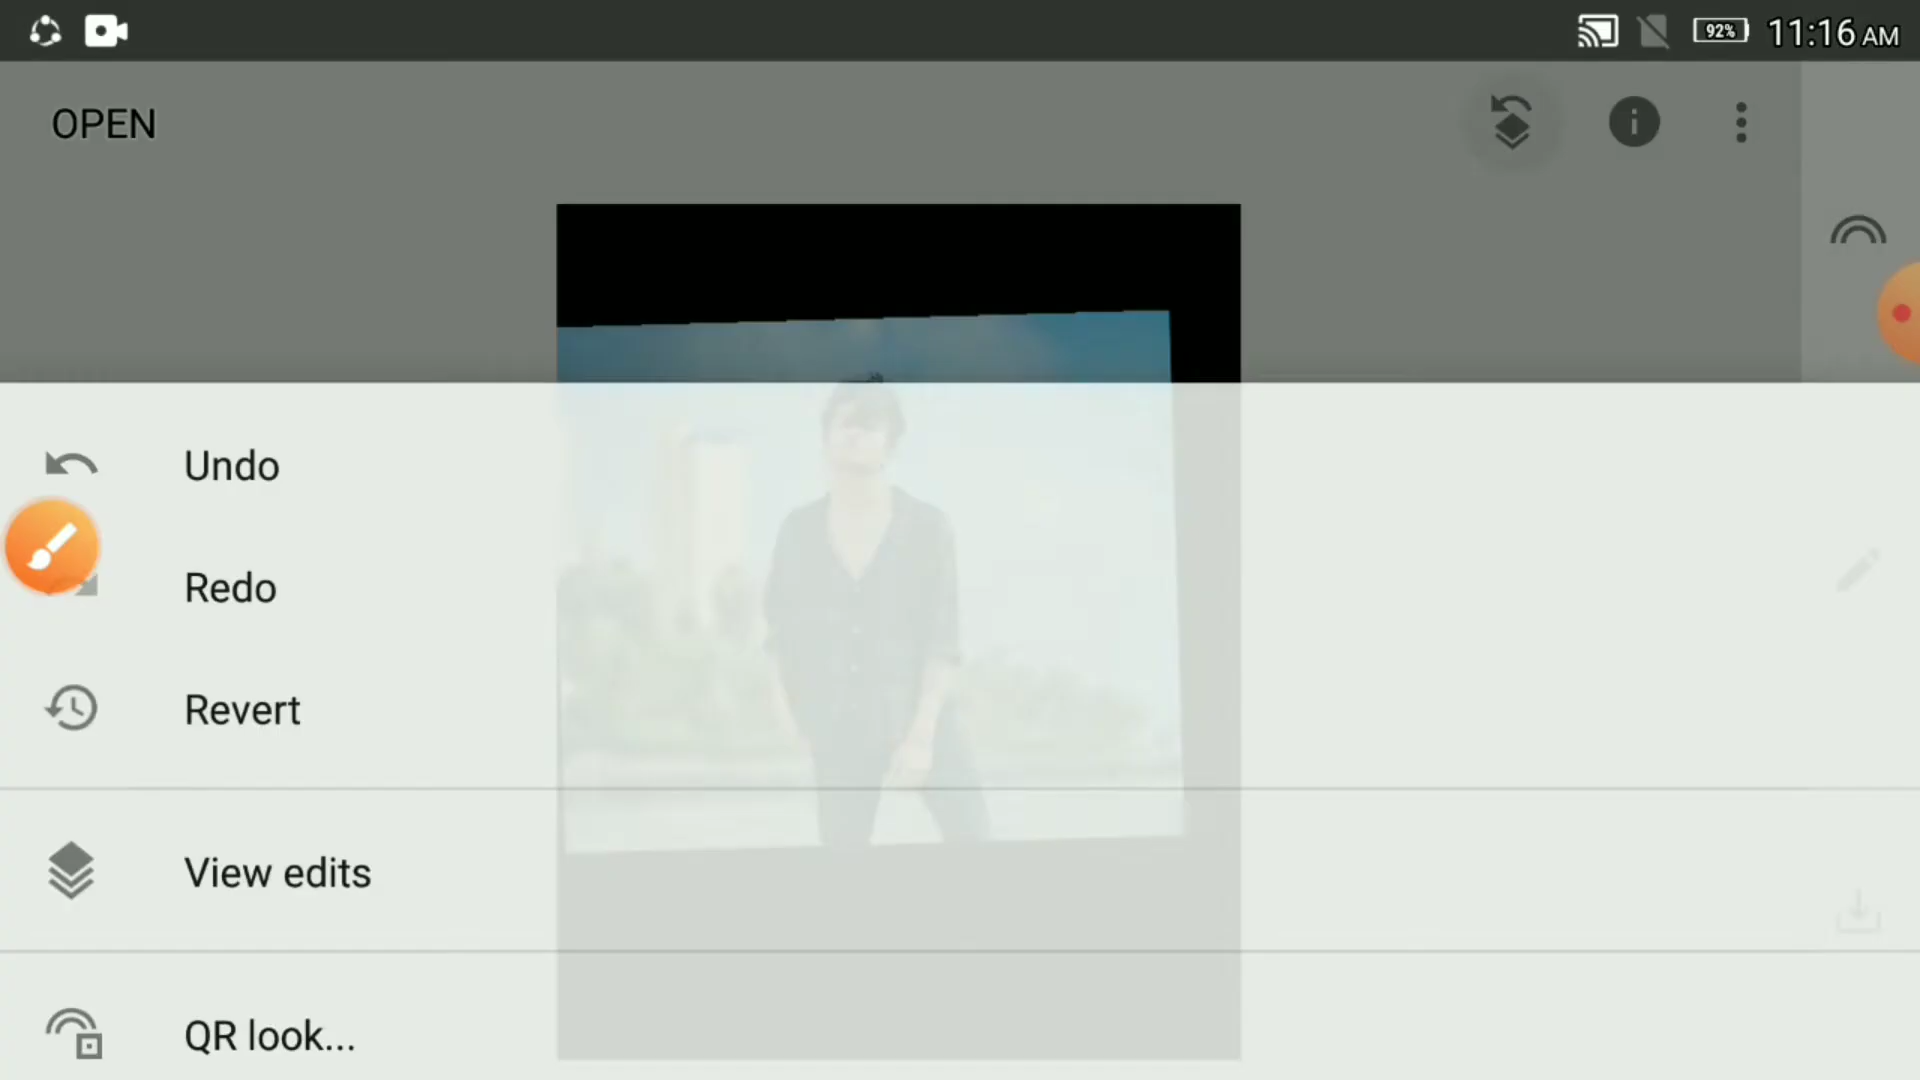 92%
11:16 AM
OPEN
Undo
Redo
Revert
View edits
QR look...